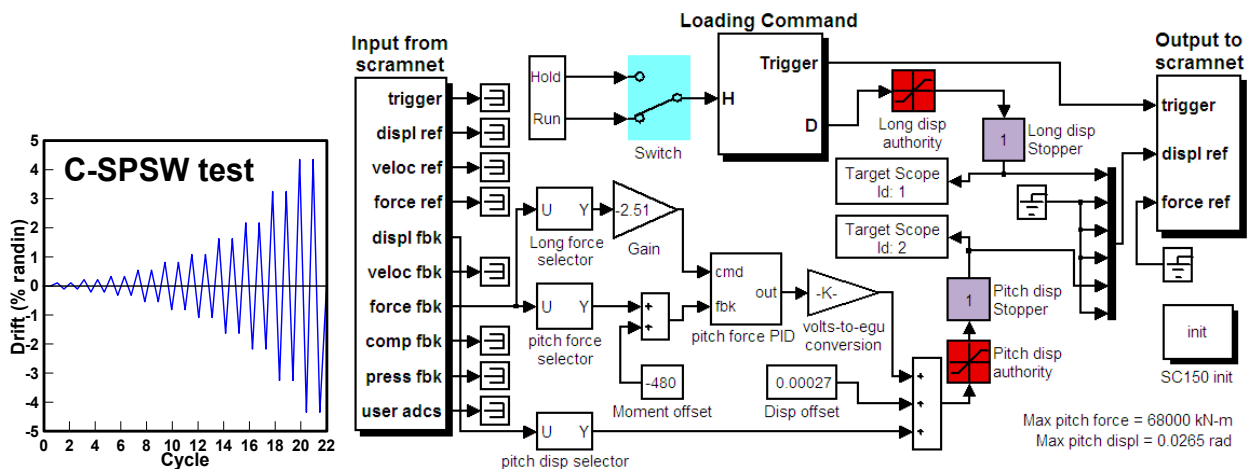 C-SPSW test
Drift (% randin)
5
4
3
2
1
0
-1
-2
-3
-4
-5
0 2 4 6 8 10 12 14 16 18 20 22
Cycle
Input from
scramnet
trigger
displ ref
veloc ref
force ref
displ fbk
veloc fbk
force fbk
comp fbk
press fbk
user adcs
Hold
Run
Switch
Loading Command
Trigger
H
D
Long disp
authority
1
Long disp
Stopper
Target Scope
Id: 1
Target Scope
Id: 2
U Y
Long force
selector
-2.51
Gain
U Y
pitch force
selector
-480
Moment offset
cmd
fbk
out
pitch force PID
-K-
volts-to-egu
conversion
0.00027
Disp offset
U Y
pitch disp selector
1
Pitch disp
Stopper
Pitch disp
authority
Output to
scramnet
trigger
displ ref
force ref
init
SC150 init
Max pitch force = 68000 kN-m
Max pitch displ = 0.0265 rad